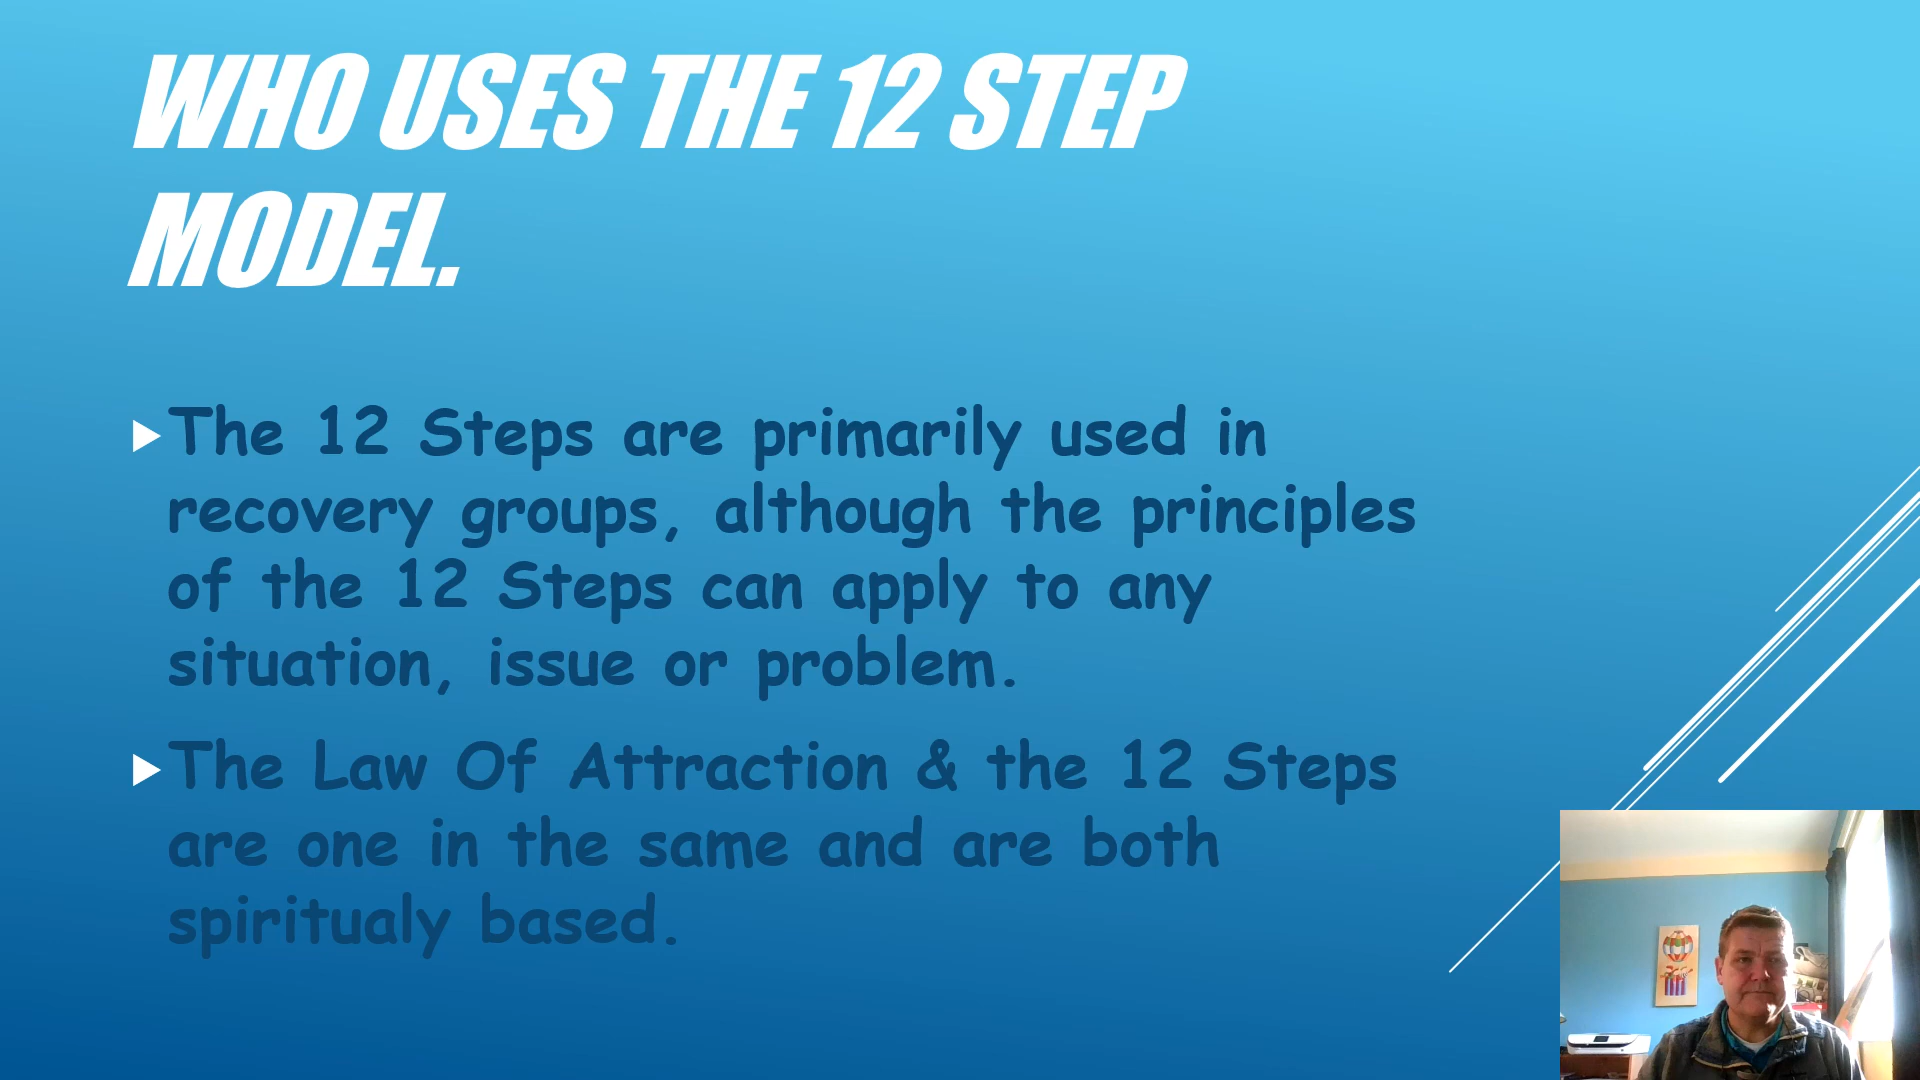 WHO USES THE 12 STEP
MODEL.
The 12 Steps are primarily used in
recovery groups, although the principles
of the 12 Steps can apply to any
situation, issue or problem.
The Law Of Attraction & the 12 Steps
are one in the same and are both
spiritualy based.